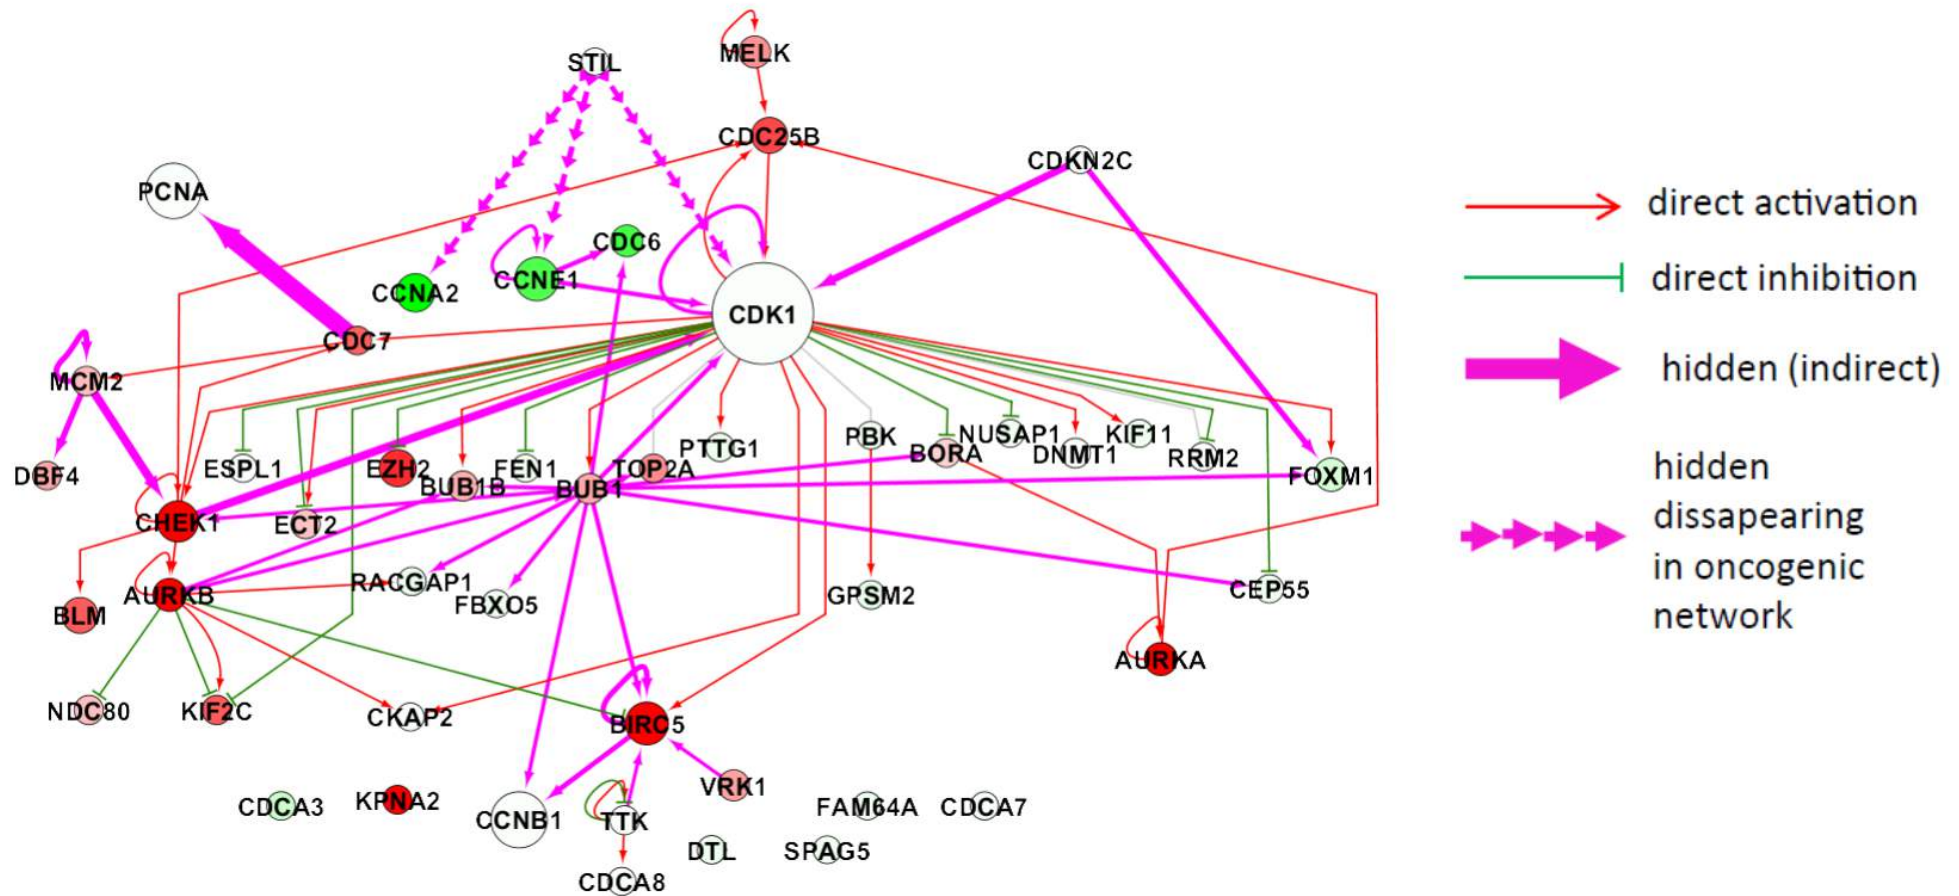 MELK
STIL
CDC25B
CDKN2C
PCNA
CDC6
CCNE1
CCNA2
CDK1
CDC7
MCM2
DBF4
ESPL1
EZH2
BUB1B
FEN1
BUB1
TOP2A
PTTG1
PBK
BORA
NUSAP1
DNMT1
KIF11
RRM2
FOXM1
CHEK1
ECT2
AURKB
RACGAP1
FBXO5
GPSM2
CEP55
BLM
AURKA
NDC80
KIF2C
CKAP2
BIRC5
VRK1
CDCA3
KPNA2
CCNB1
TTK
FAM64A
CDCA7
DTL
SPAG5
CDCA8
direct activation
direct inhibition
hidden (indirect)
hidden
dissapearing
in oncogenic
network